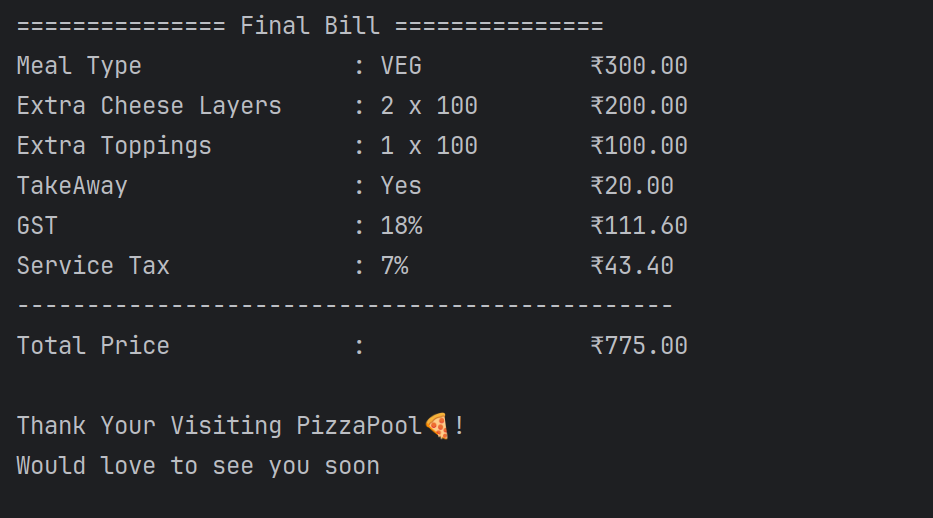 =============== Final Bill ===============
Meal Type               : VEG            ₹300.00
Extra Cheese Layers     : 2 x 100        ₹200.00
Extra Toppings          : 1 x 100        ₹100.00
TakeAway                : Yes            ₹20.00
GST                     : 18%            ₹111.60
Service Tax             : 7%             ₹43.40
-----------------------------------------------
Total Price             :                ₹775.00
Thank Your Visiting PizzaPool🍕!
Would love to see you soon